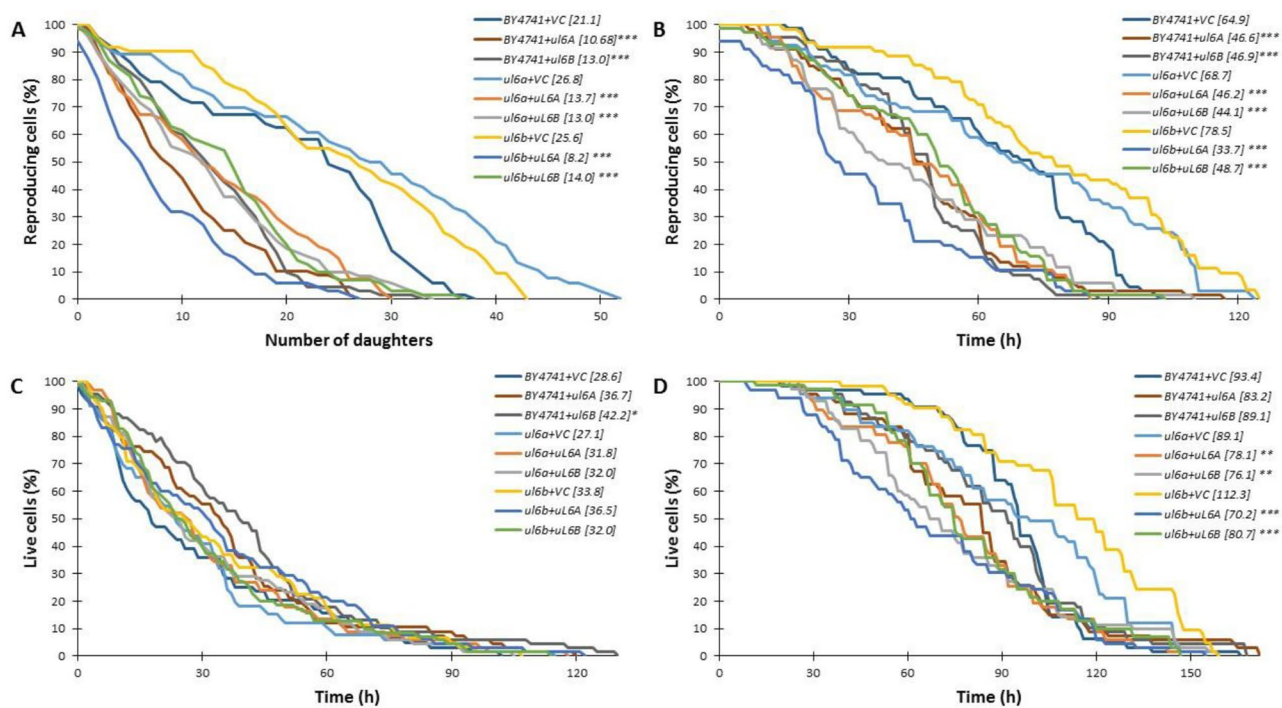 A
Reproducing cells (%)
100
90
80
70
60
50
40
30
20
10
0
0 10 20 30 40 50
Number of daughters
BY4741+VC [21.1]
BY4741+ul6A [10.68]***
BY4741+ul6B [13.0]***
ul6a+VC [26.8]
ul6a+uL6A [13.7] ***
ul6a+uL6B [13.0] ***
ul6b+VC [25.6]
ul6b+uL6A [8.2] ***
ul6b+uL6B [14.0] ***
B
Reproducing cells (%)
100
90
80
70
60
50
40
30
20
10
0
0 30 60 90 120
Time (h)
BY4741+VC [64.9]
BY4741+ul6A [46.6]***
BY4741+ul6B [46.9]***
ul6a+VC [68.7]
ul6a+uL6A [46.2] ***
ul6a+uL6B [44.1] ***
ul6b+VC [78.5]
ul6b+uL6A [33.7] ***
ul6b+uL6B [48.7] ***
C
Live cells (%)
100
90
80
70
60
50
40
30
20
10
0
0 30 60 90 120
Time (h)
BY4741+VC [28.6]
BY4741+ul6A [36.7]
BY4741+ul6B [42.2]*
ul6a+VC [27.1]
ul6a+uL6A [31.8]
ul6a+uL6B [32.0]
ul6b+VC [33.8]
ul6b+uL6A [36.5]
ul6b+uL6B [32.0]
D
Live cells (%)
100
90
80
70
60
50
40
30
20
10
0
0 30 60 90 120 150
Time (h)
BY4741+VC [93.4]
BY4741+ul6A [83.2]
BY4741+ul6B [89.1]
ul6a+VC [89.1]
ul6a+uL6A [78.1] **
ul6a+uL6B [76.1] **
ul6b+VC [112.3]
ul6b+uL6A [70.2] ***
ul6b+uL6B [80.7] ***